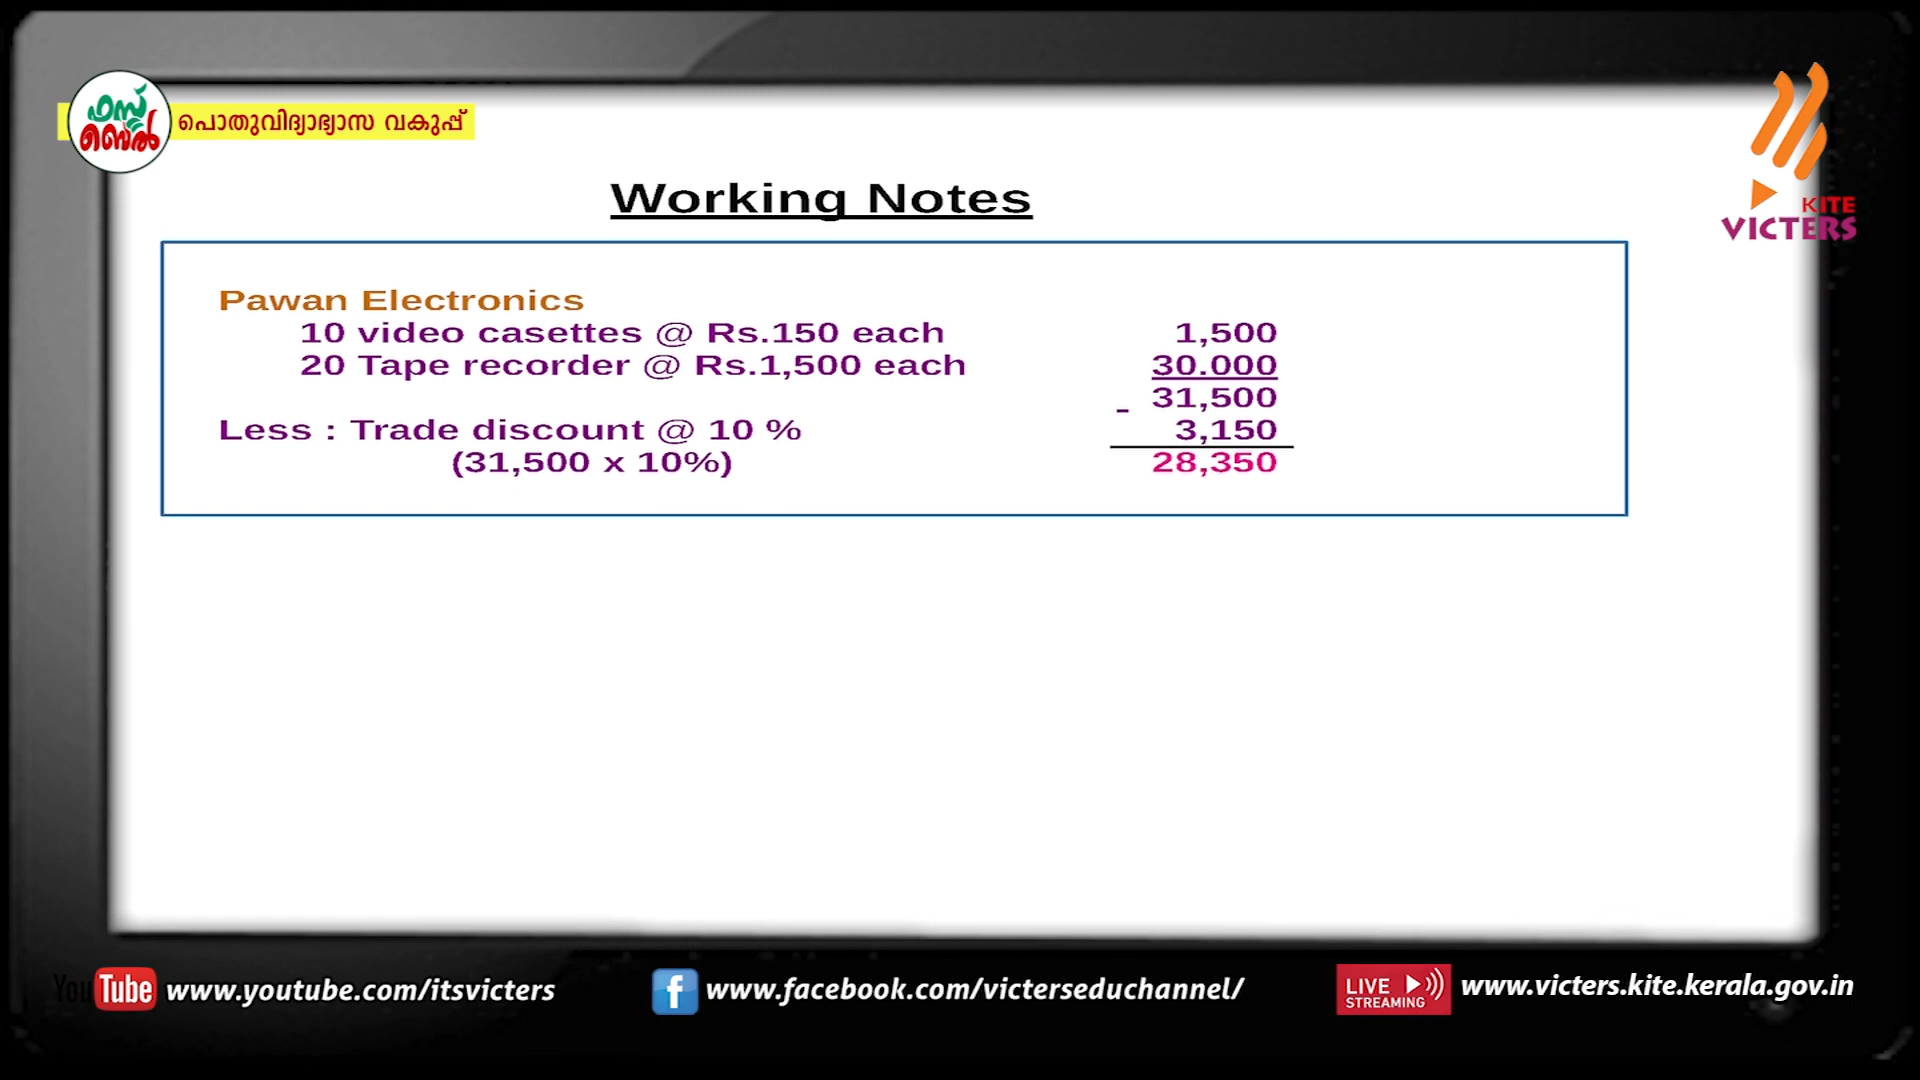 ഫസ്റ്റ്
ബെൽ
പൊതുവിദ്യാഭ്യാസ വകുപ്പ്
KITE
VICTERS
Working Notes
Pawan Electronics
10 video casettes @ Rs.150 each 1,500
20 Tape recorder @ Rs.1,500 each 30.000
- 31,500
Less : Trade discount @ 10 % 3,150
(31,500 x 10%) 28,350
YouTube www.youtube.com/itsvicters
f www.facebook.com/victerseduchannel/
LIVE
STREAMING
www.victers.kite.kerala.gov.in